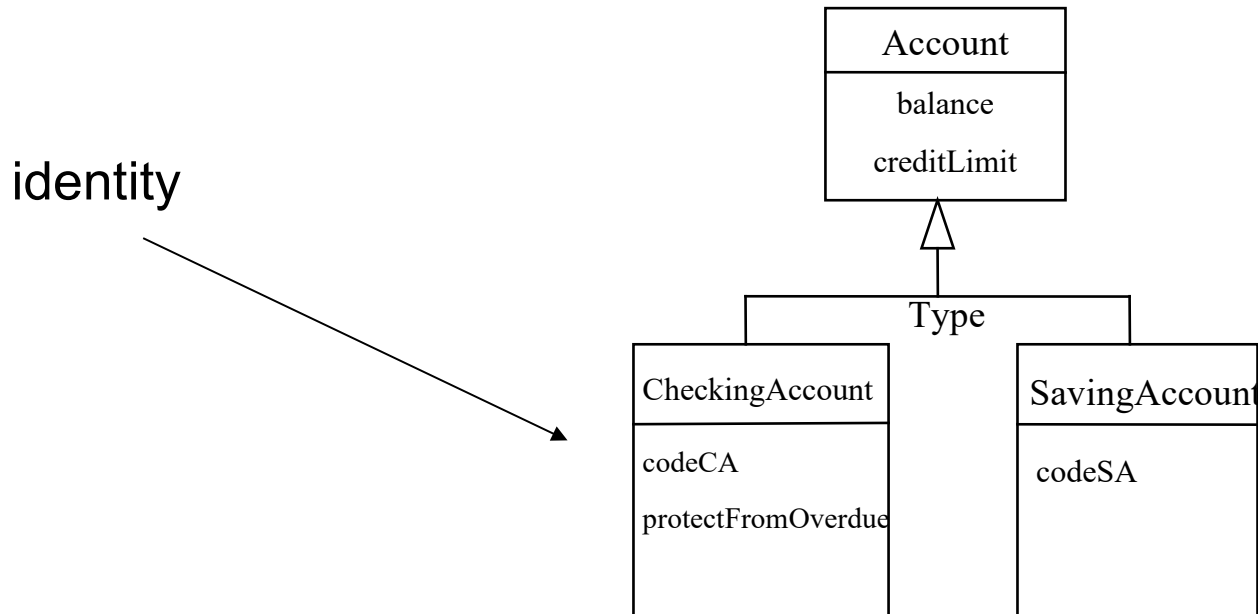 Account
balance
creditLimit
identity
Type
CheckingAccount
SavingAccount
codeCA
codeSA
protectFromOverdue